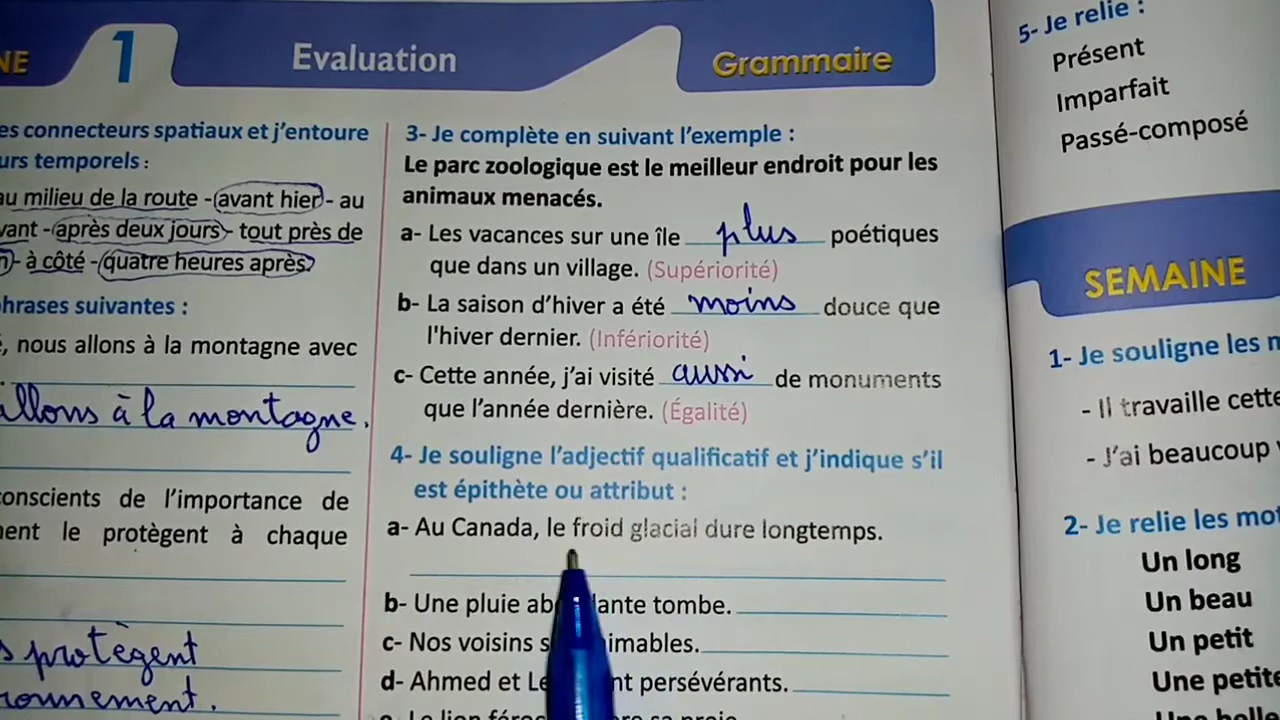 NE 1 Evaluation Grammaire
es connecteurs spatiaux et j'entoure
urs temporels :
au milieu de la route - avant hier - au
vant - après deux jours - tout près de
- à côté - quatre heures après.
hrases suivantes :
, nous allons à la montagne avec
allons à la montagne.
conscients de l'importance de
ment le protègent à chaque
s protègent
ronnement.
3- Je complète en suivant l'exemple :
Le parc zoologique est le meilleur endroit pour les
animaux menacés.
a- Les vacances sur une île plus poétiques
que dans un village. (Supériorité)
b- La saison d'hiver a été moins douce que
l'hiver dernier. (Infériorité)
c- Cette année, j'ai visité aussi de monuments
que l'année dernière. (Égalité)
4- Je souligne l'adjectif qualificatif et j'indique s'il
est épithète ou attribut :
a- Au Canada, le froid glacial dure longtemps.
b- Une pluie ab dante tombe.
c- Nos voisins s imables.
d- Ahmed et Le nt persévérants.
5- Je relie :
Présent
Imparfait
Passé-composé
SEMAINE
1- Je souligne les m
- Il travaille cette
- J'ai beaucoup
2- Je relie les mot
Un long
Un beau
Un petit
Une petite